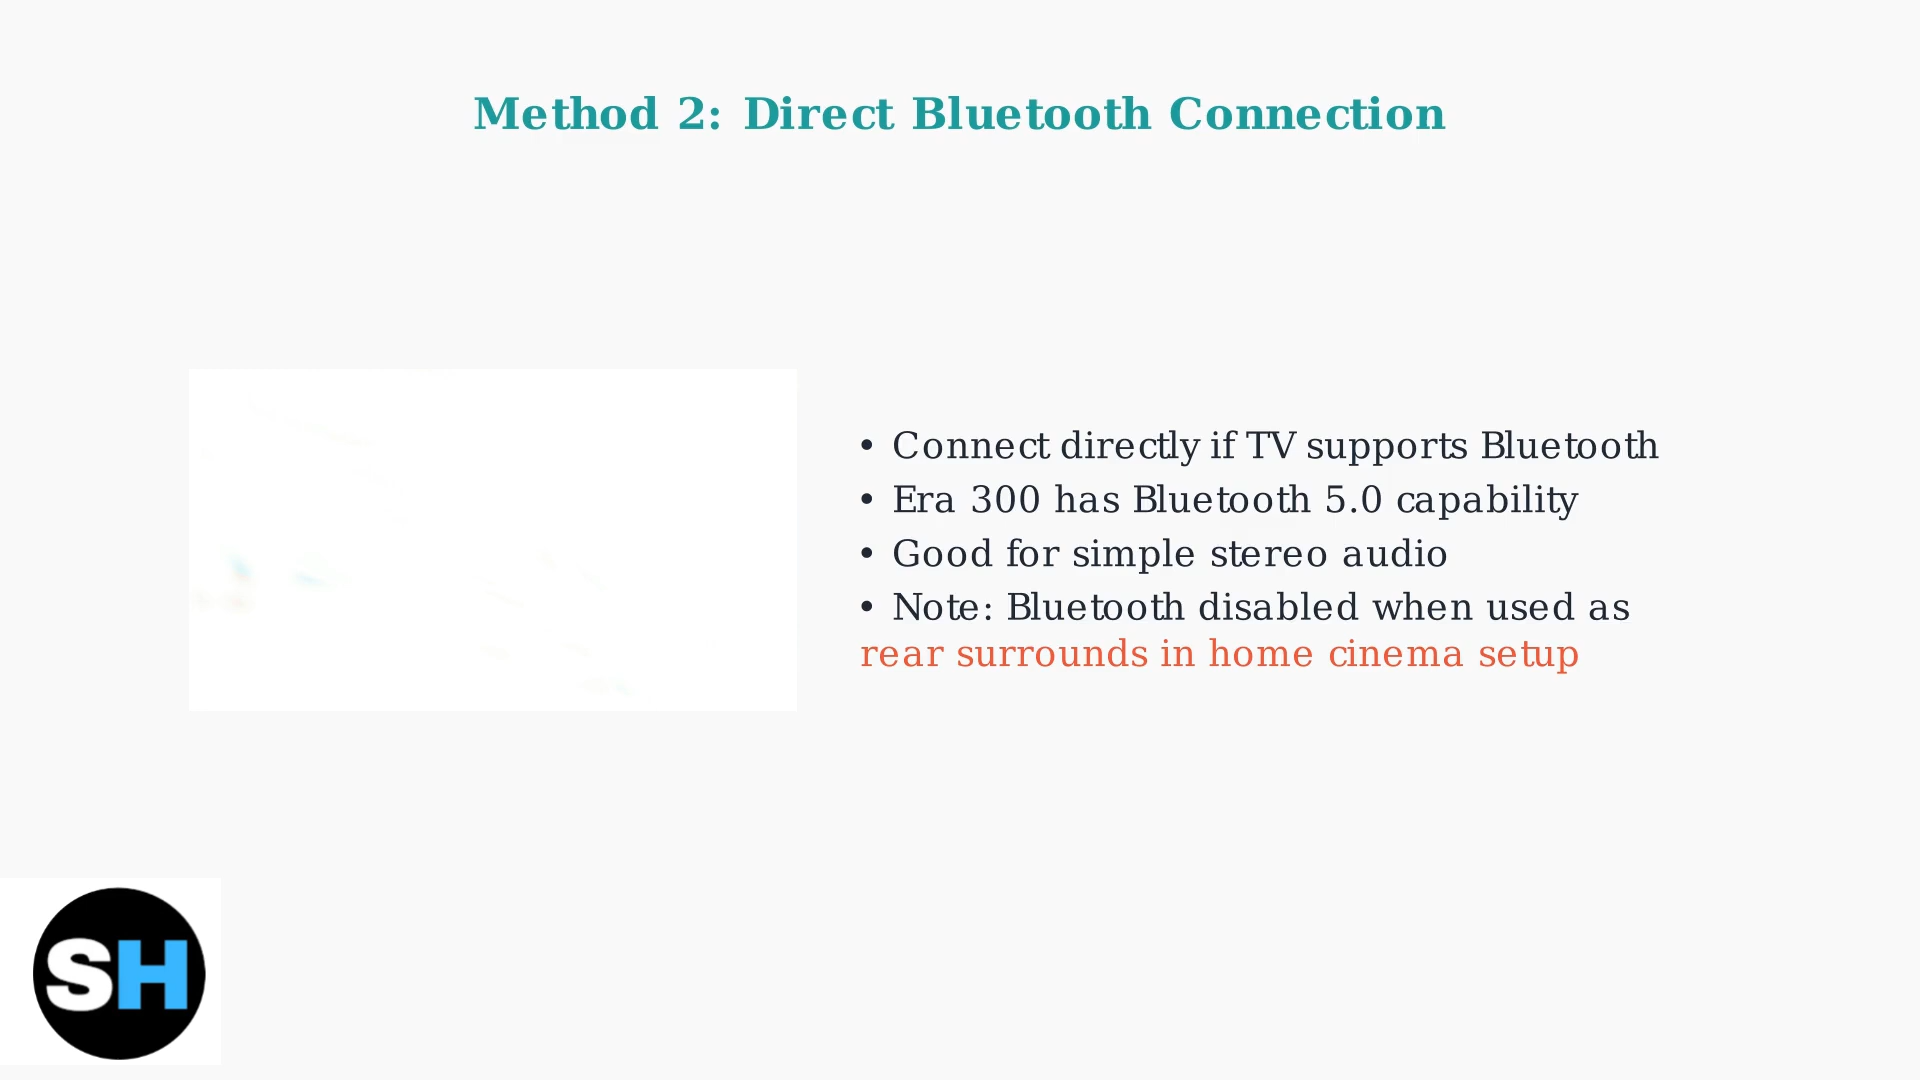 Method 2: Direct Bluetooth Connection
• Connect directly if TV supports Bluetooth
• Era 300 has Bluetooth 5.0 capability
• Good for simple stereo audio
• Note: Bluetooth disabled when used as
rear surrounds in home cinema setup
SH